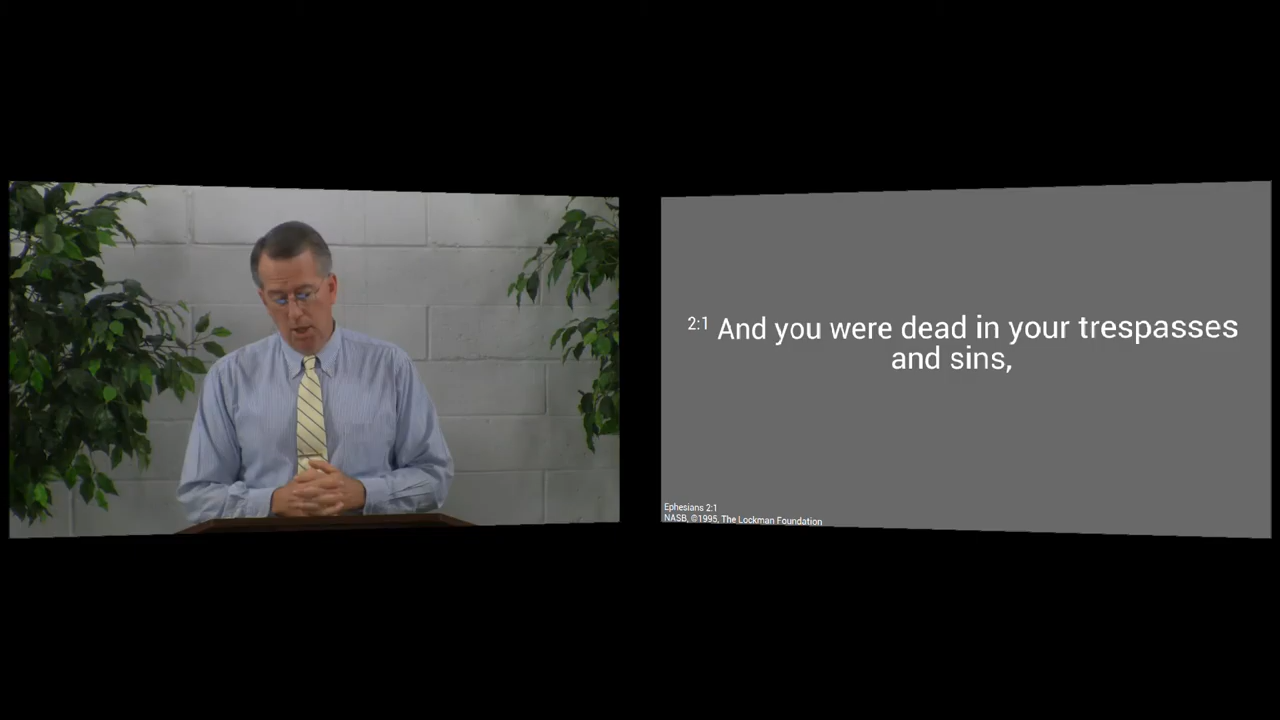 2:1 And you were dead in your trespasses
and sins,
Ephesians 2:1
NASB, ©1995, The Lockman Foundation